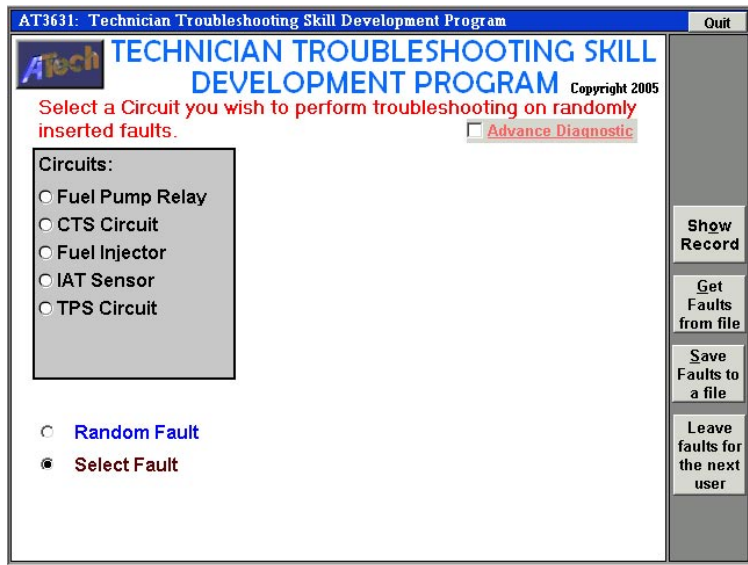 AT3631: Technician Troubleshooting Skill Development Program
Quit
ATech
TECHNICIAN TROUBLESHOOTING SKILL
DEVELOPMENT PROGRAM Copyright 2005
Select a Circuit you wish to perform troubleshooting on randomly
inserted faults.
Advance Diagnostic
Circuits:
Fuel Pump Relay
CTS Circuit
Fuel Injector
IAT Sensor
TPS Circuit
Random Fault
Select Fault
Show
Record
Get
Faults
from file
Save
Faults to
a file
Leave
faults for
the next
user